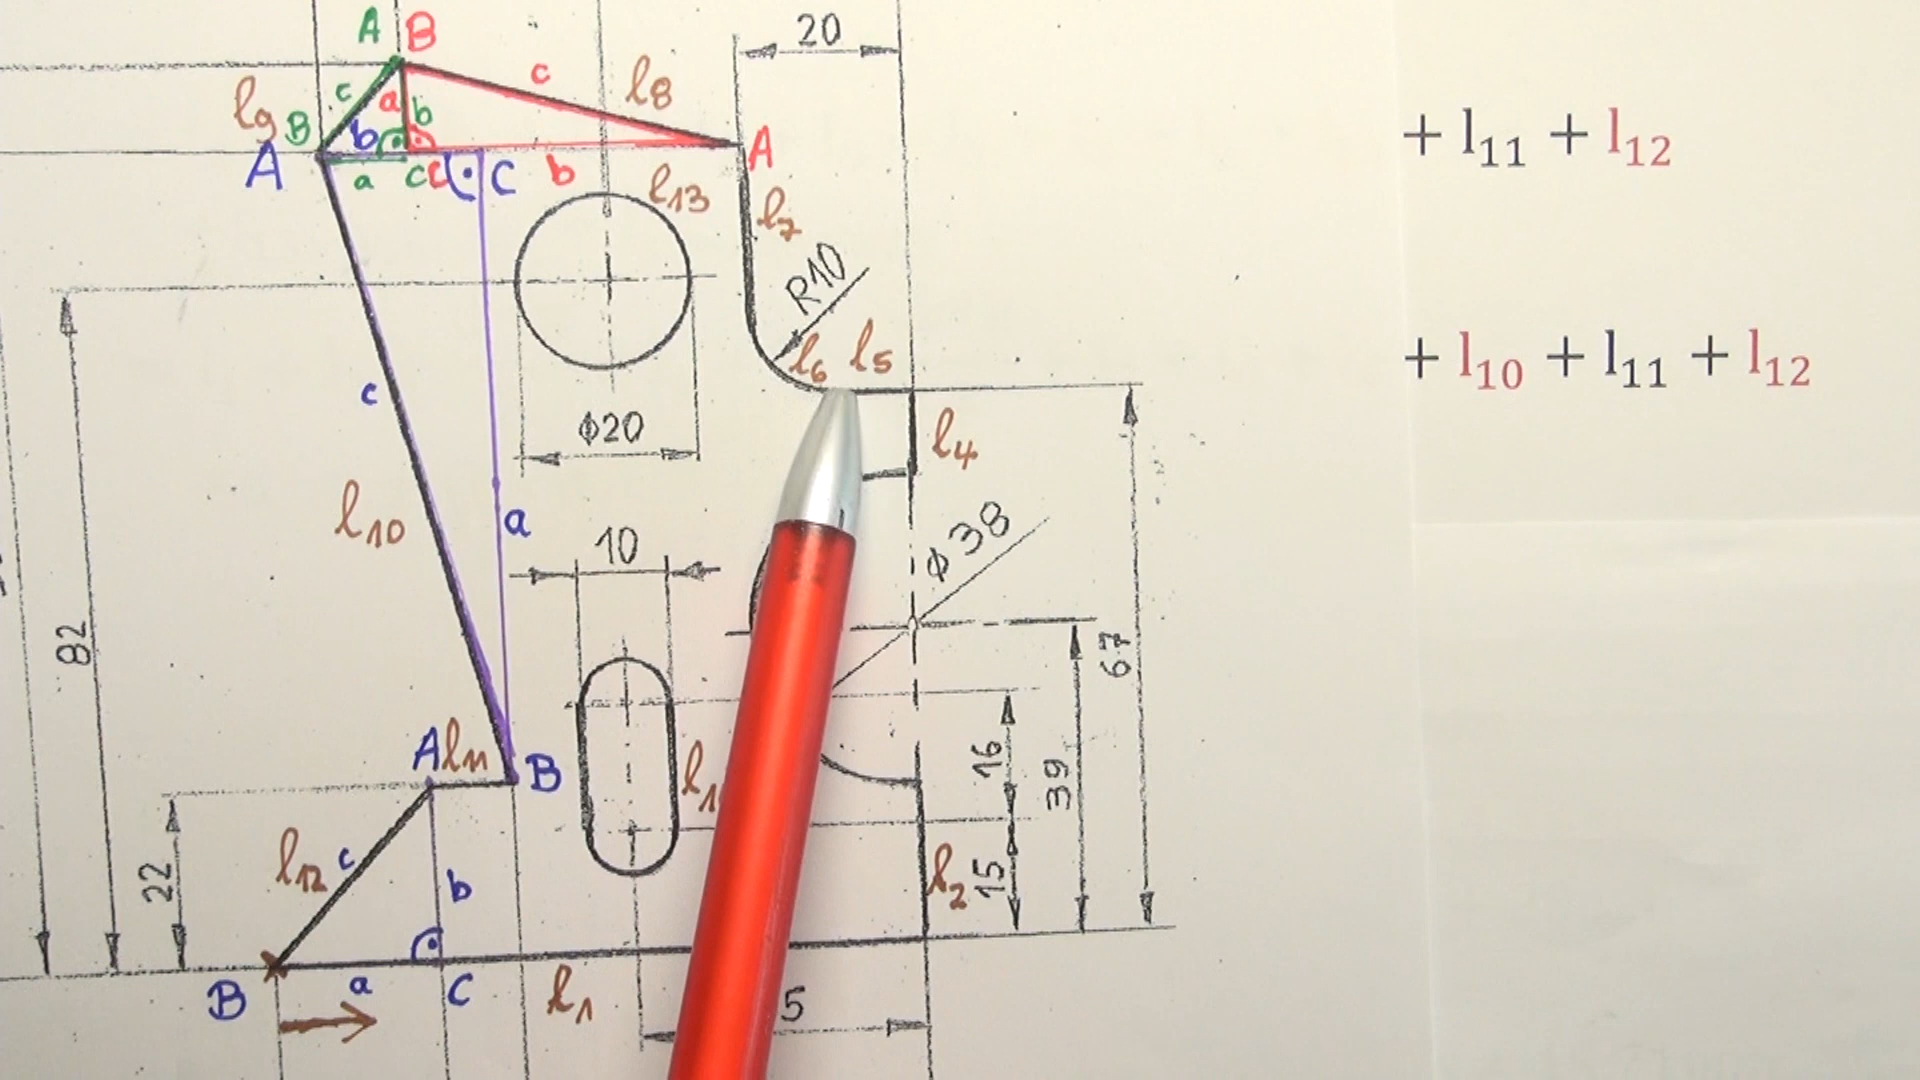 A B
20
c
l8
l9
c
a
b
B
b
A
A
a
C
C
C
b
l13
l7
R10
l6 l5
c
Φ20
l4
l10
a
10
Φ38
82
67
A l11
B
16
39
l12
c
22
b
l2
15
B
a
C
l1
5
+ l₁₁ + l₁₂
+ l₁₀ + l₁₁ + l₁₂